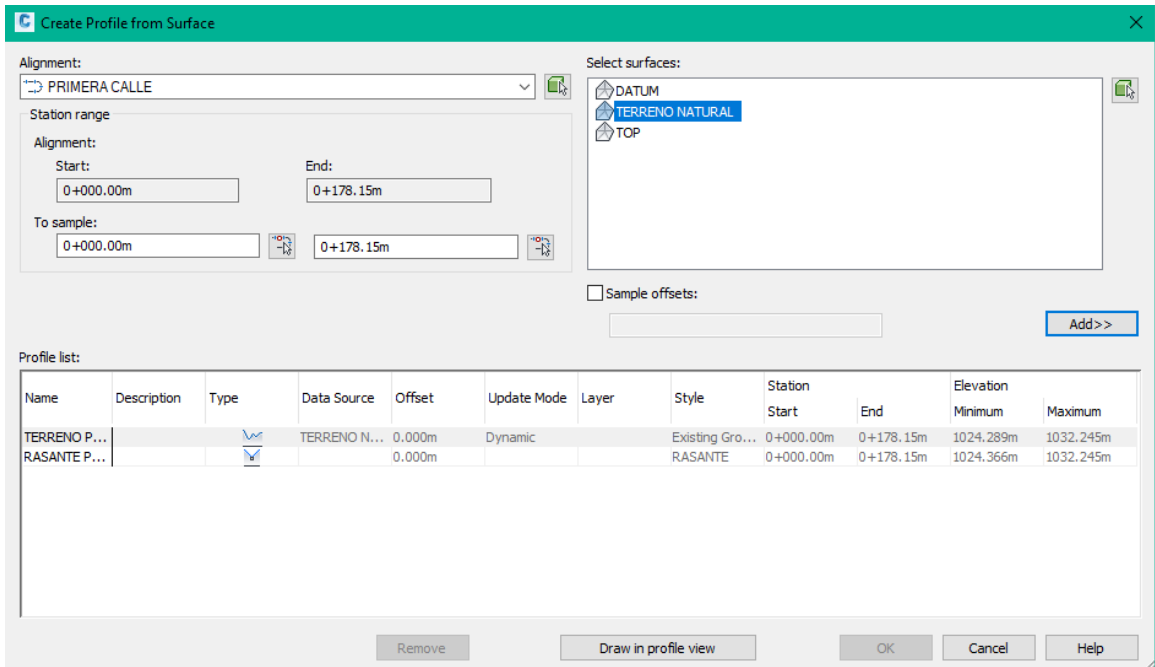 Create Profile from Surface
Alignment:
PRIMERA CALLE
Station range
Alignment:
Start: End:
0+000.00m 0+178.15m
To sample:
0+000.00m 0+178.15m
Select surfaces:
DATUM
TERRENO NATURAL
TOP
Sample offsets:
Add>>
Profile list:
Name Description Type Data Source Offset Update Mode Layer Style Station Elevation
Start End Minimum Maximum
TERRENO P... TERRENO N... 0.000m Dynamic Existing Gro... 0+000.00m 0+178.15m 1024.289m 1032.245m
RASANTE P... 0.000m RASANTE 0+000.00m 0+178.15m 1024.366m 1032.245m
Remove Draw in profile view OK Cancel Help